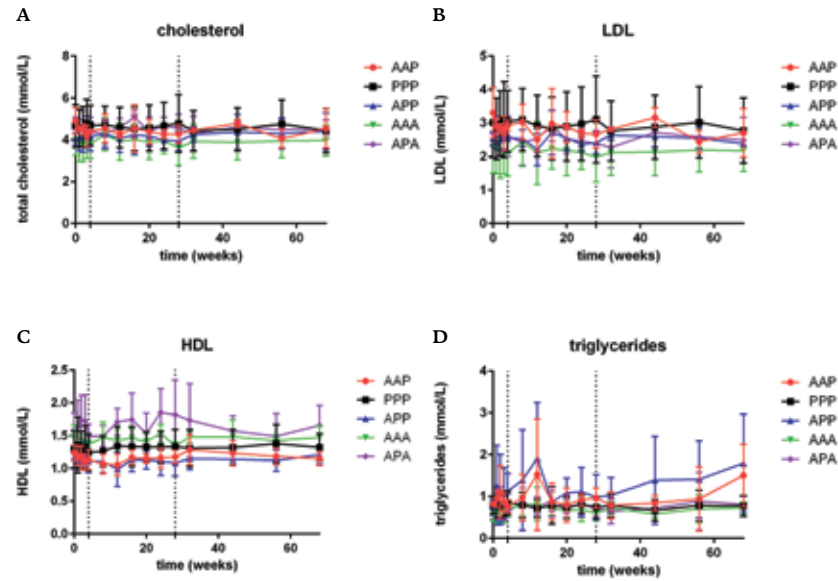 A
cholesterol
total cholesterol (mmol/L)
8
6
4
2
0
0
20
40
60
time (weeks)
AAP
PPP
APP
AAA
APA
B
LDL
LDL (mmol/L)
5
4
3
2
1
0
0
20
40
60
time (weeks)
AAP
PPP
APP
AAA
APA
C
HDL
HDL (mmol/L)
2.5
2.0
1.5
1.0
0.5
0.0
0
20
40
60
time (weeks)
AAP
PPP
APP
AAA
APA
D
triglycerides
triglycerides (mmol/L)
4
3
2
1
0
0
20
40
60
time (weeks)
AAP
PPP
APP
AAA
APA